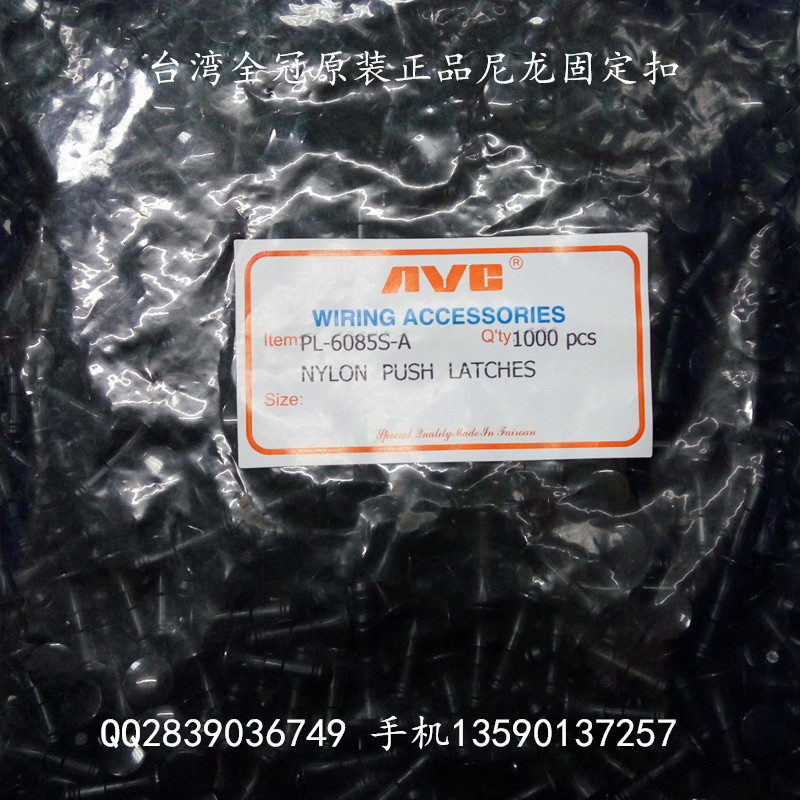 台湾全冠原装正品尼龙固定扣
AVC®
WIRING ACCESSORIES
Item: PL-6085S-A Q'ty 1000 pcs
NYLON PUSH LATCHES
Size:
Special Quality Made In Tairoan
QQ2839036749 手机13590137257